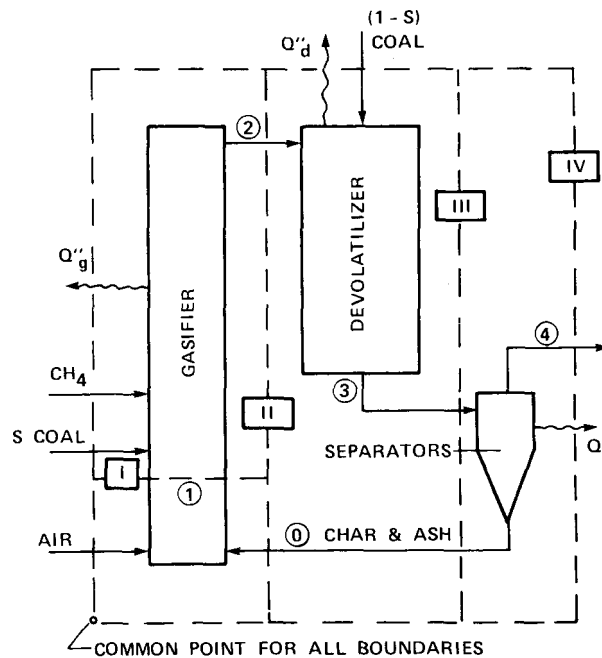 (1 - S)
COAL
Q"d
②
IV
III
Q"g
GASIFIER
DEVOLATILIZER
④
CH4
③
II
S COAL
SEPARATORS
Q
I
①
AIR
⓪ CHAR & ASH
COMMON POINT FOR ALL BOUNDARIES